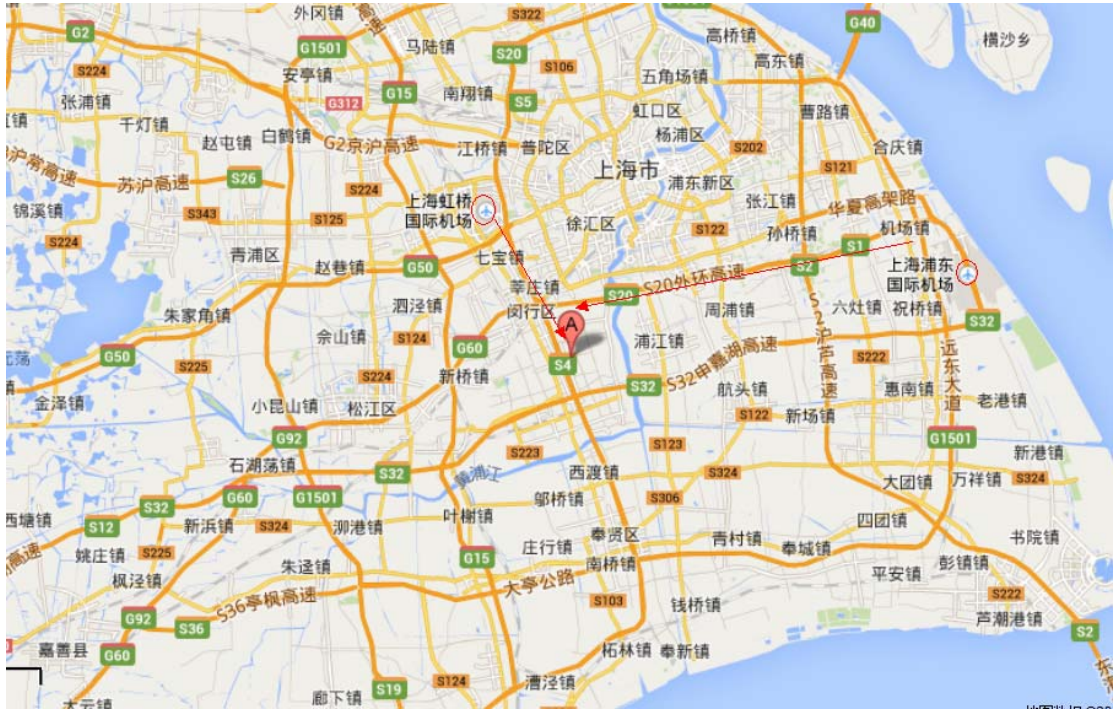 外冈镇
S322
G1501
高桥镇
G40
G2
G1501
马陆镇
S20
高东镇
横沙乡
S224
安亭镇
G15
S106
五角场镇
张浦镇
G312
南翔镇
S5
虹口区
曹路镇
千灯镇
赵屯镇
白鹤镇
G2京沪高速
江桥镇
普陀区
杨浦区
S202
合庆镇
沪常高速
苏沪高速
S26
S224
上海市
S121
浦东新区
锦溪镇
S343
S125
上海虹桥
国际机场
徐汇区
张江镇
华夏高架路
S224
S122
孙桥镇
机场镇
青浦区
赵巷镇
G50
七宝镇
S1
S2
上海浦东
国际机场
莘庄镇
S20外环高速
S20
泗泾镇
闵行区
周浦镇
六灶镇
祝桥镇
朱家角镇
佘山镇
S124
A
S32
G50
S125
G60
浦江镇
S2沪芦高速
S222
远东大道
新桥镇
S4
S32申嘉湖高速
金泽镇
S124
S32
航头镇
惠南镇
老港镇
小昆山镇
松江区
S122
新场镇
G92
S223
S123
G1501
新港镇
石湖荡镇
S32
黄浦江
西渡镇
S324
大团镇
万祥镇
S324
G60
G1501
邬桥镇
S306
西塘镇
S32
S12
新浜镇
S324
泖港镇
叶榭镇
奉贤区
四团镇
书院镇
姚庄镇
S225
庄行镇
青村镇
奉城镇
朱迳镇
G15
南桥镇
彭镇镇
枫泾镇
大亭公路
平安镇
S36亭枫高速
S103
钱桥镇
S222
G92
S36
芦潮港镇
S2
嘉善县
G60
柘林镇
奉新镇
漕泾镇
S19
廊下镇
大云镇